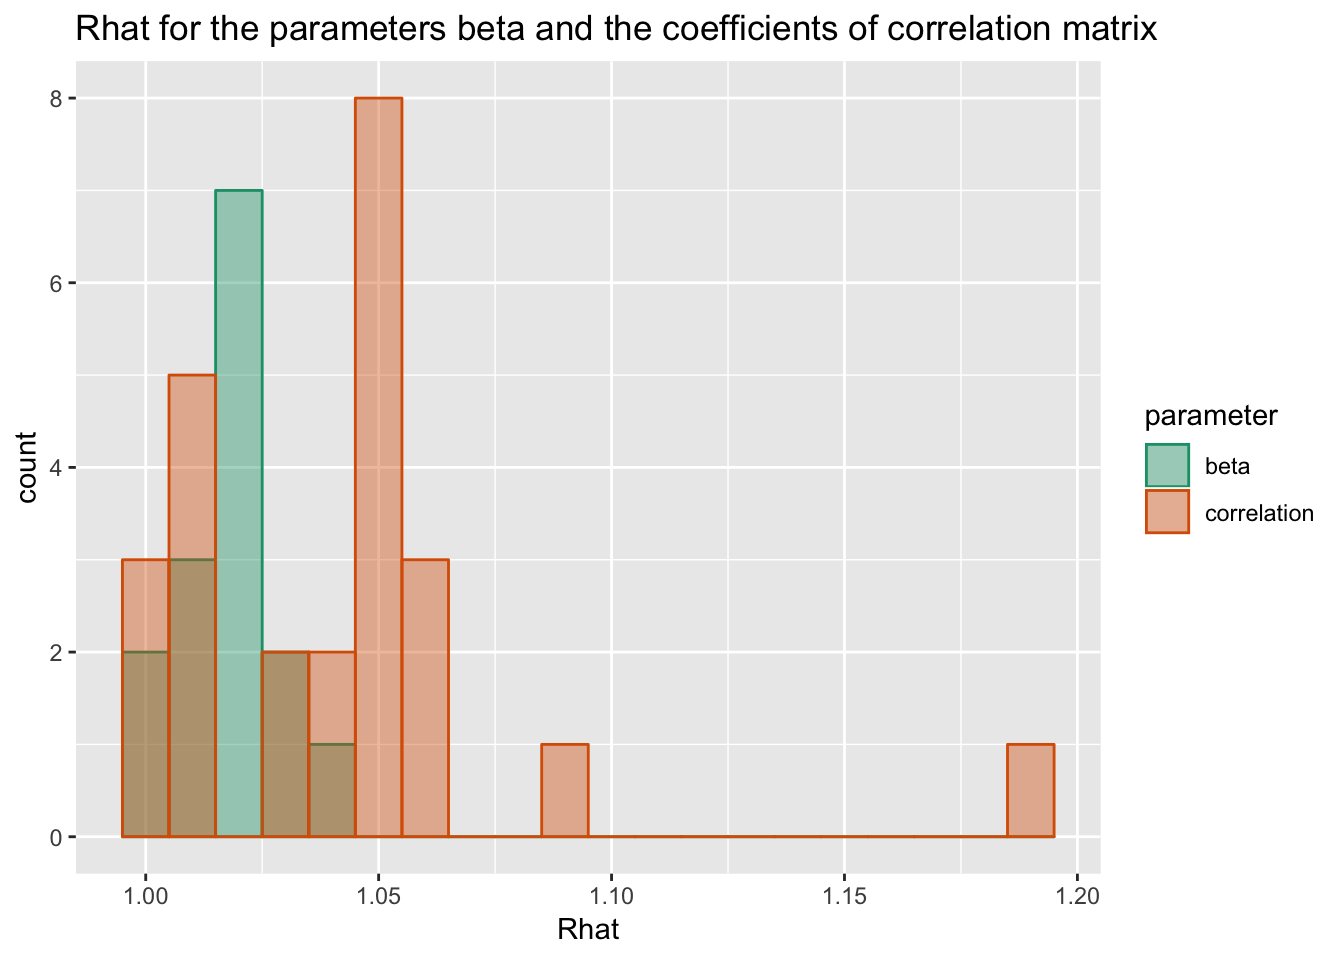 Rhat for the parameters beta and the coefficients of correlation matrix
8
6
4
2
0
count
1.00 1.05 1.10 1.15 1.20
Rhat
parameter
beta
correlation